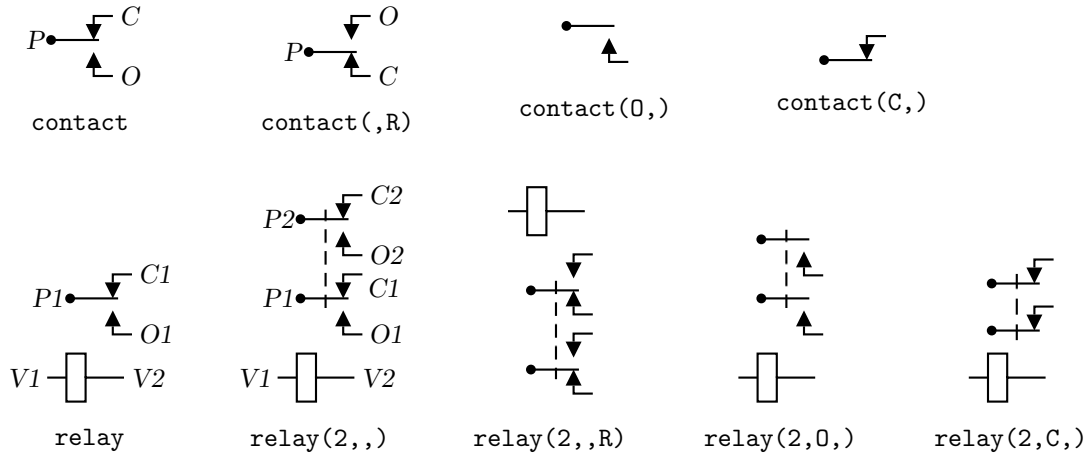 C
O
P
P
O
C
contact
contact(,R)
contact(O,)
contact(C,)
C2
P2
O2
C1
P1
O1
C1
P1
O1
V1
V2
V1
V2
relay
relay(2,,)
relay(2,,R)
relay(2,O,)
relay(2,C,)